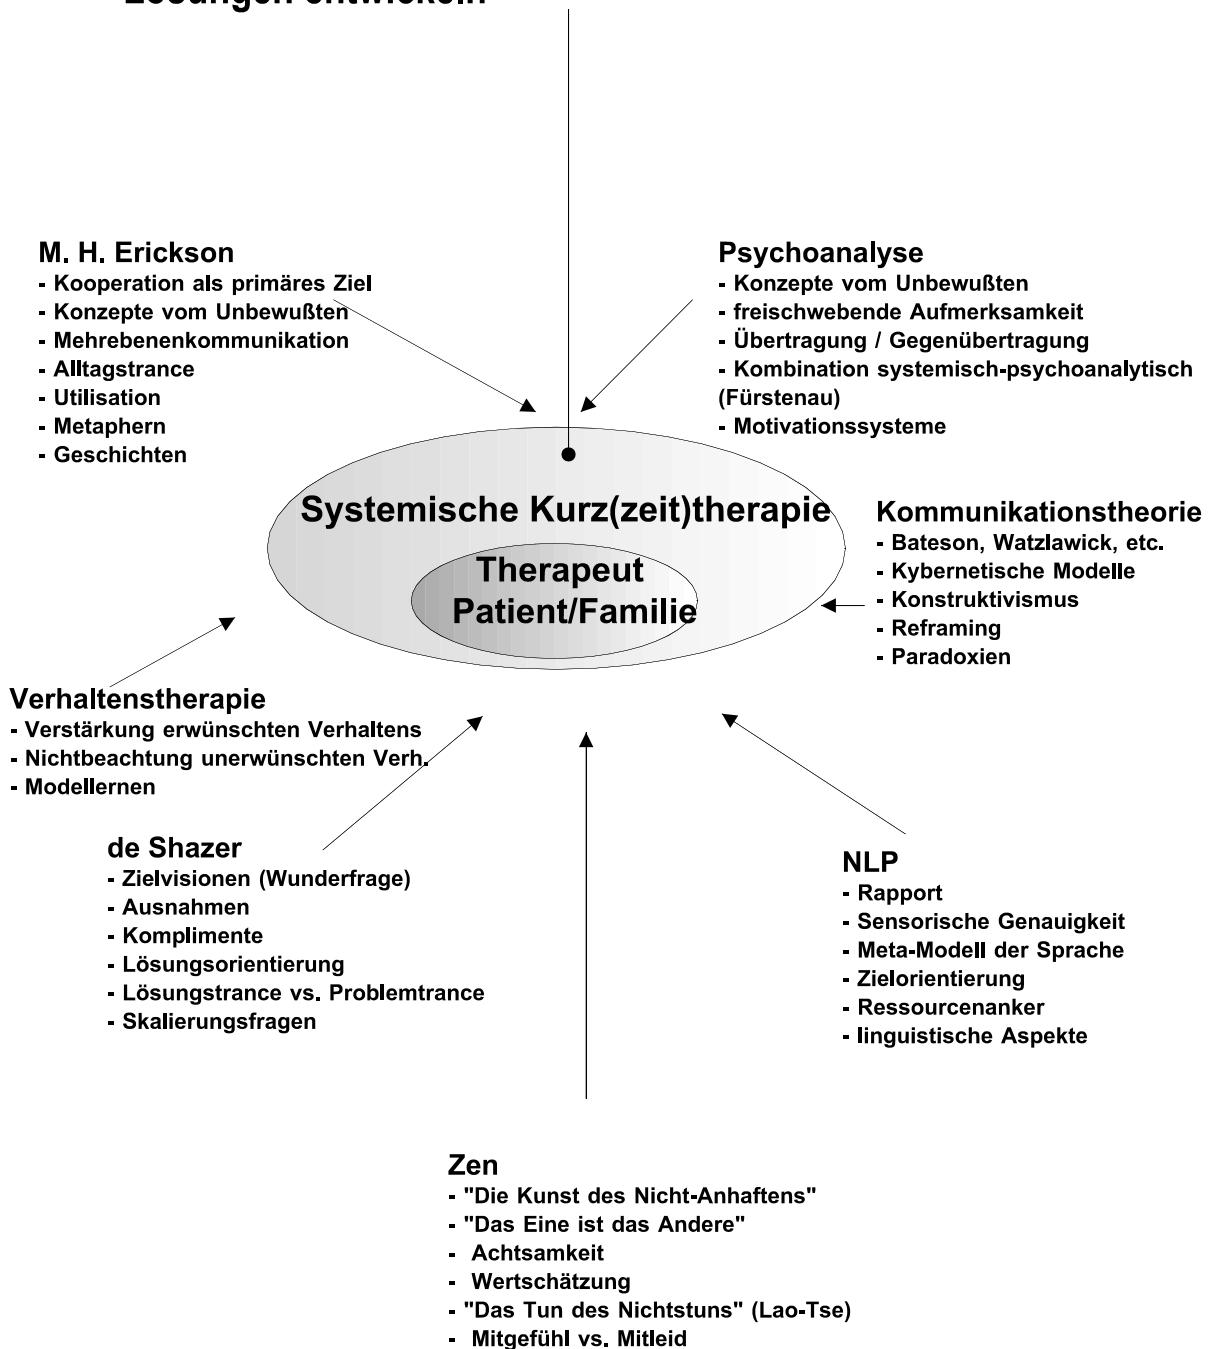 Lösungen entwickeln
M. H. Erickson
- Kooperation als primäres Ziel
- Konzepte vom Unbewußten
- Mehrebenenkommunikation
- Alltagstrance
- Utilisation
- Metaphern
- Geschichten
Psychoanalyse
- Konzepte vom Unbewußten
- freischwebende Aufmerksamkeit
- Übertragung / Gegenübertragung
- Kombination systemisch-psychoanalytisch
(Fürstenau)
- Motivationssysteme
Systemische Kurz(zeit)therapie
Therapeut
Patient/Familie
Kommunikationstheorie
- Bateson, Watzlawick, etc.
- Kybernetische Modelle
- Konstruktivismus
- Reframing
- Paradoxien
Verhaltenstherapie
- Verstärkung erwünschten Verhaltens
- Nichtbeachtung unerwünschten Verh.
- Modellernen
de Shazer
- Zielvisionen (Wunderfrage)
- Ausnahmen
- Komplimente
- Lösungsorientierung
- Lösungstrance vs. Problemtrance
- Skalierungsfragen
NLP
- Rapport
- Sensorische Genauigkeit
- Meta-Modell der Sprache
- Zielorientierung
- Ressourcenanker
- linguistische Aspekte
Zen
- "Die Kunst des Nicht-Anhaftens"
- "Das Eine ist das Andere"
- Achtsamkeit
- Wertschätzung
- "Das Tun des Nichtstuns" (Lao-Tse)
- Mitgefühl vs. Mitleid